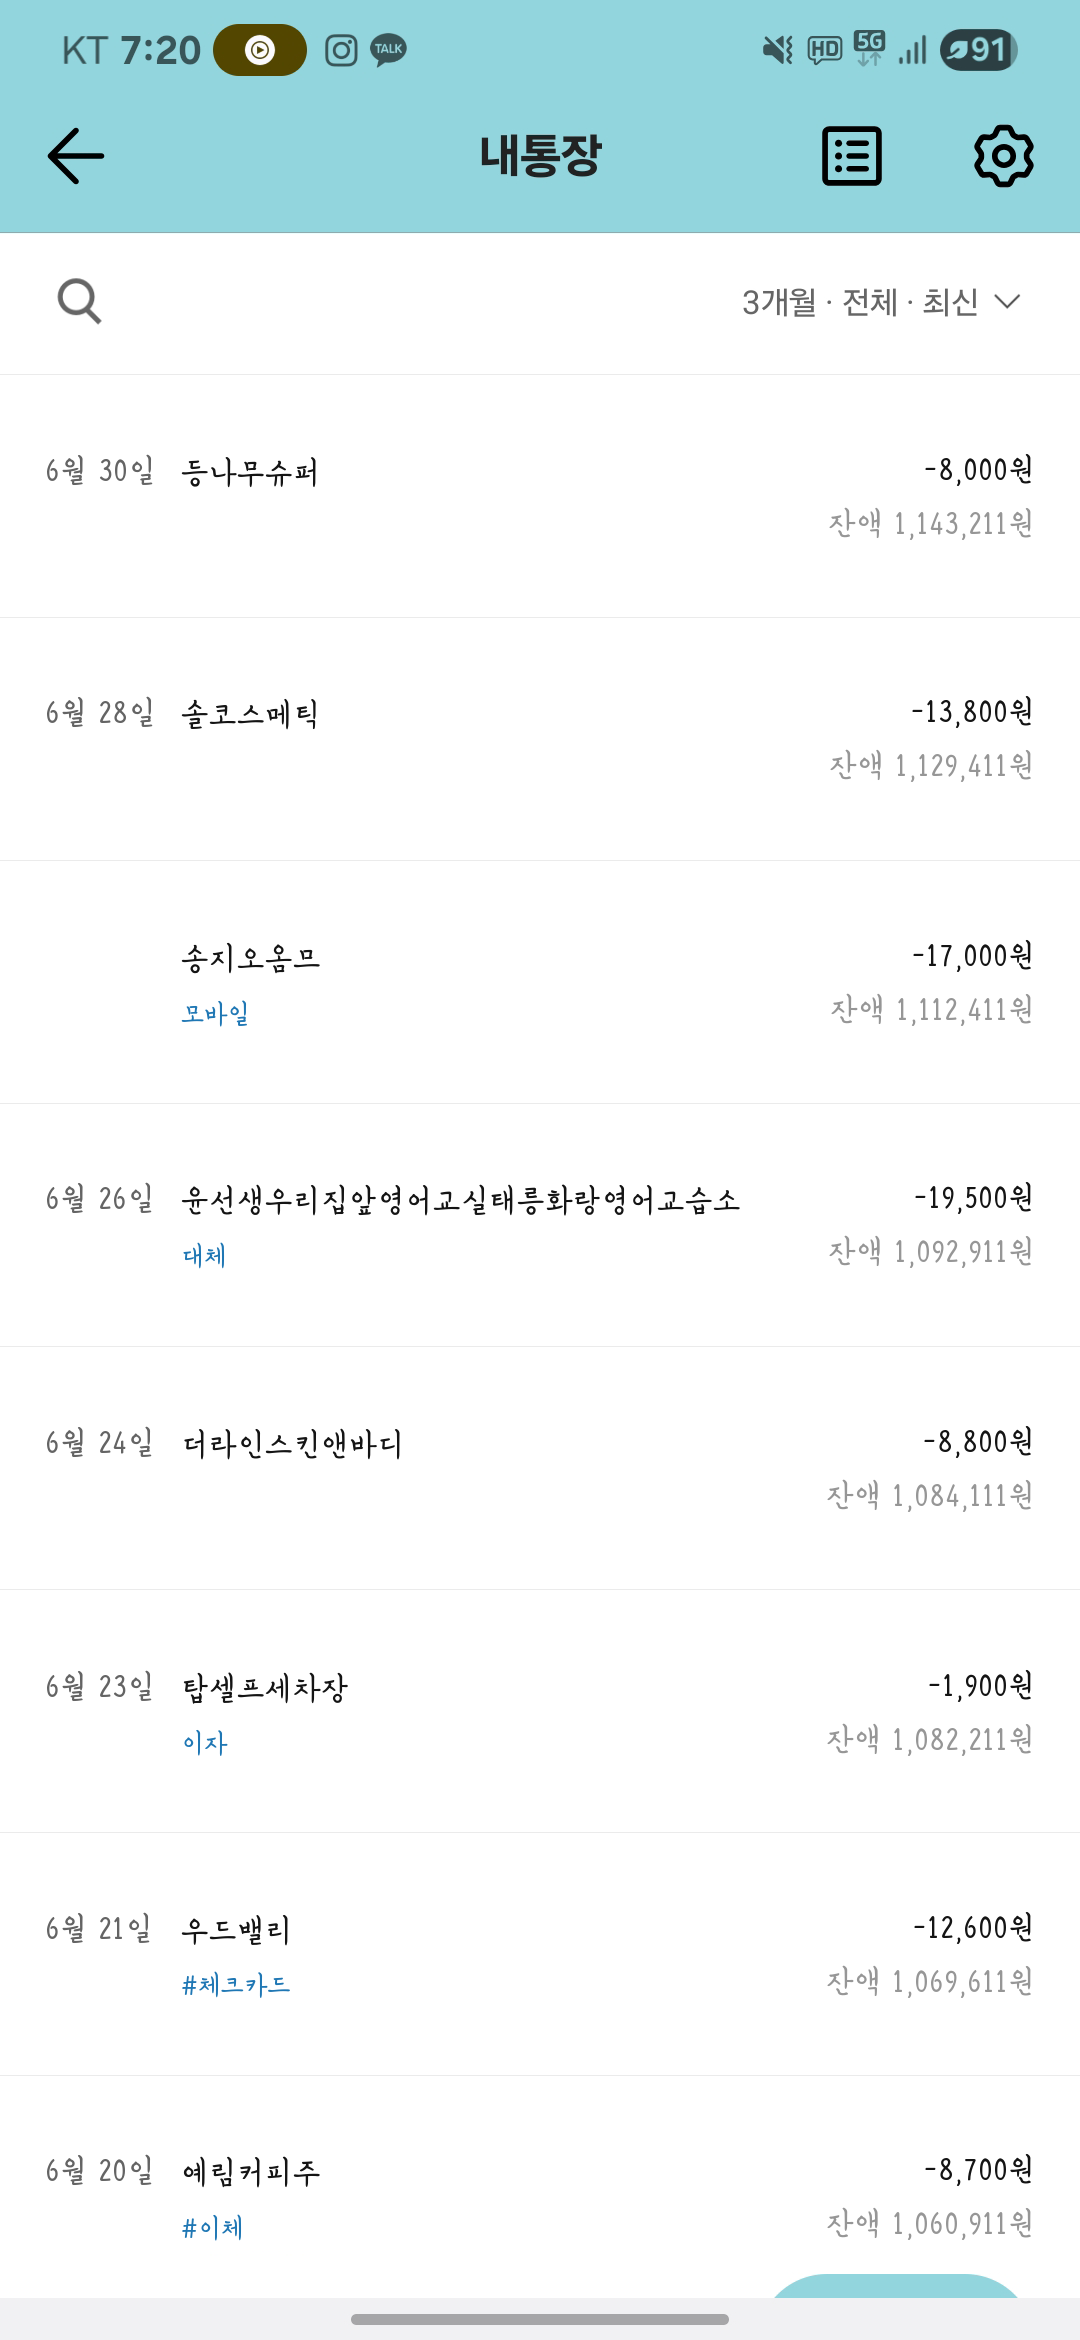 KT 7:20 TALK HD 5G 91
내통장
3개월 · 전체 · 최신
6월 30일 등나무슈퍼 -8,000원
잔액 1,143,211원
6월 28일 솔코스메틱 -13,800원
잔액 1,129,411원
송지오옴므 -17,000원
모바일 잔액 1,112,411원
6월 26일 윤선생우리집앞영어교실태릉화랑영어교습소 -19,500원
대체 잔액 1,092,911원
6월 24일 더라인스킨앤바디 -8,800원
잔액 1,084,111원
6월 23일 탑셀프세차장 -1,900원
이자 잔액 1,082,211원
6월 21일 우드밸리 -12,600원
#체크카드 잔액 1,069,611원
6월 20일 예림커피주 -8,700원
#이체 잔액 1,060,911원